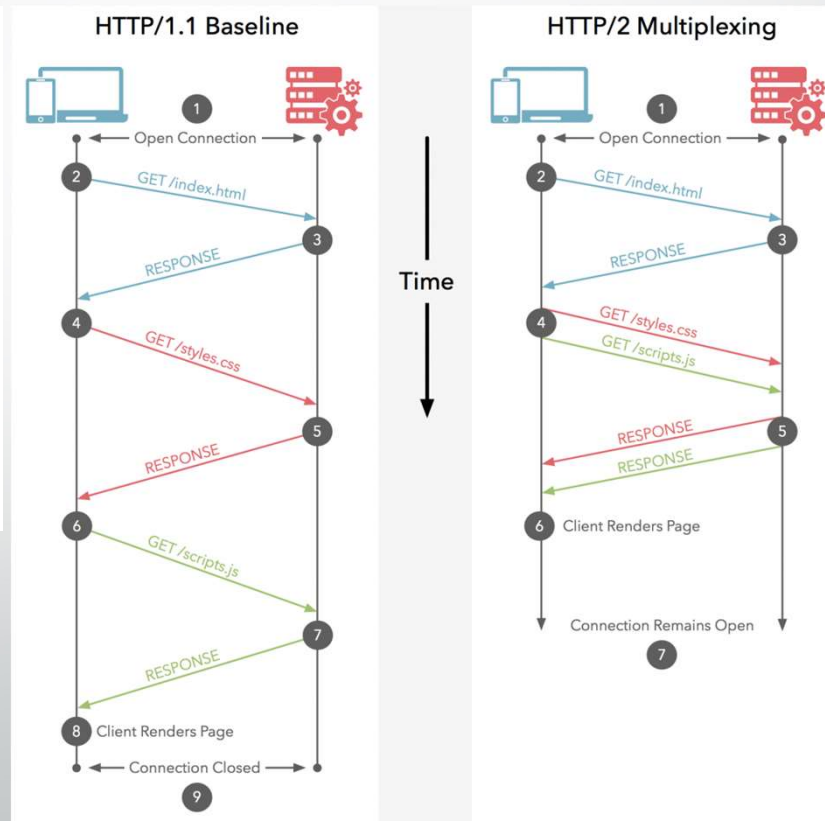 HTTP/1.1 Baseline
1
Open Connection
2
GET /index.html
3
RESPONSE
4
GET /styles.css
5
RESPONSE
6
GET /scripts.js
7
RESPONSE
8 Client Renders Page
Connection Closed
9
Time
HTTP/2 Multiplexing
1
Open Connection
2
GET /index.html
3
RESPONSE
4
GET /styles.css
GET /scripts.js
5
RESPONSE
RESPONSE
6 Client Renders Page
Connection Remains Open
7